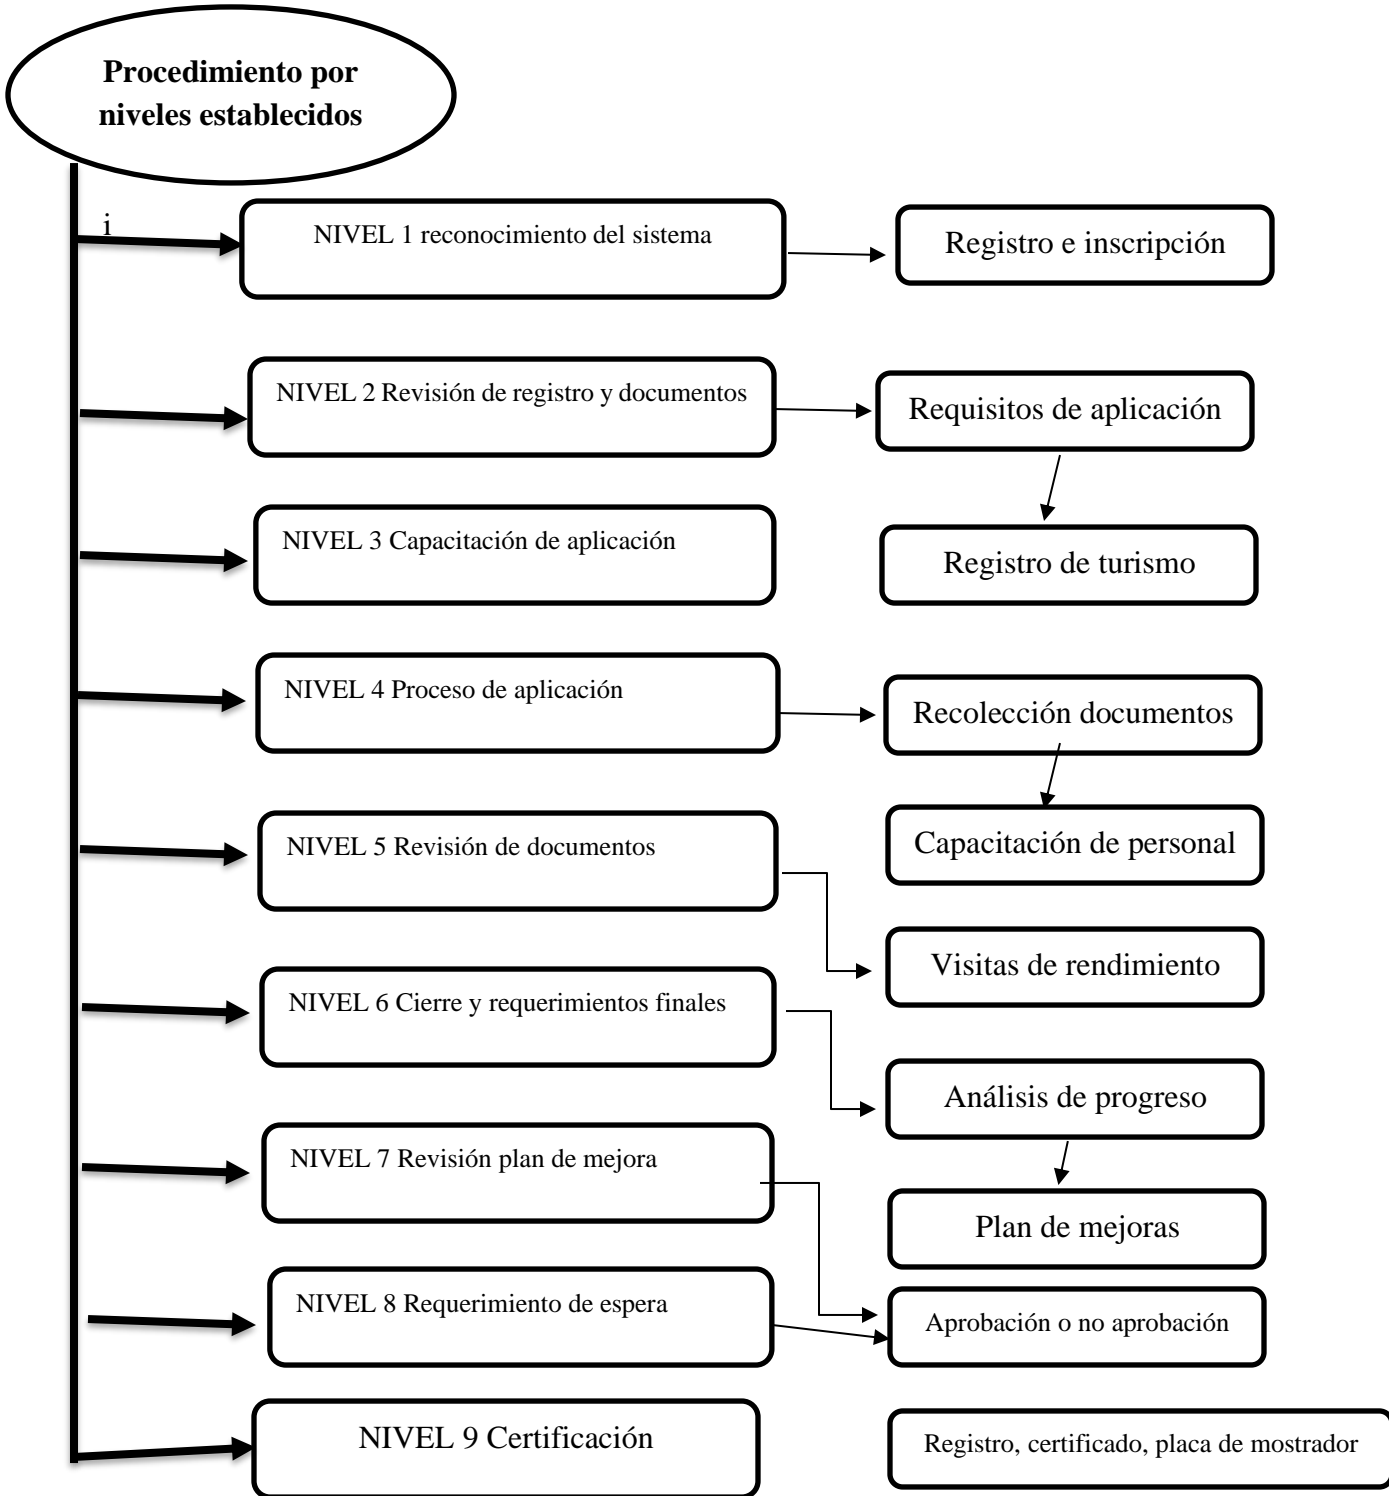 Procedimiento por
niveles establecidos
i
NIVEL 1 reconocimiento del sistema
Registro e inscripción
NIVEL 2 Revisión de registro y documentos
Requisitos de aplicación
NIVEL 3 Capacitación de aplicación
Registro de turismo
NIVEL 4 Proceso de aplicación
Recolección documentos
NIVEL 5 Revisión de documentos
Capacitación de personal
Visitas de rendimiento
NIVEL 6 Cierre y requerimientos finales
Análisis de progreso
NIVEL 7 Revisión plan de mejora
Plan de mejoras
NIVEL 8 Requerimiento de espera
Aprobación o no aprobación
NIVEL 9 Certificación
Registro, certificado, placa de mostrador